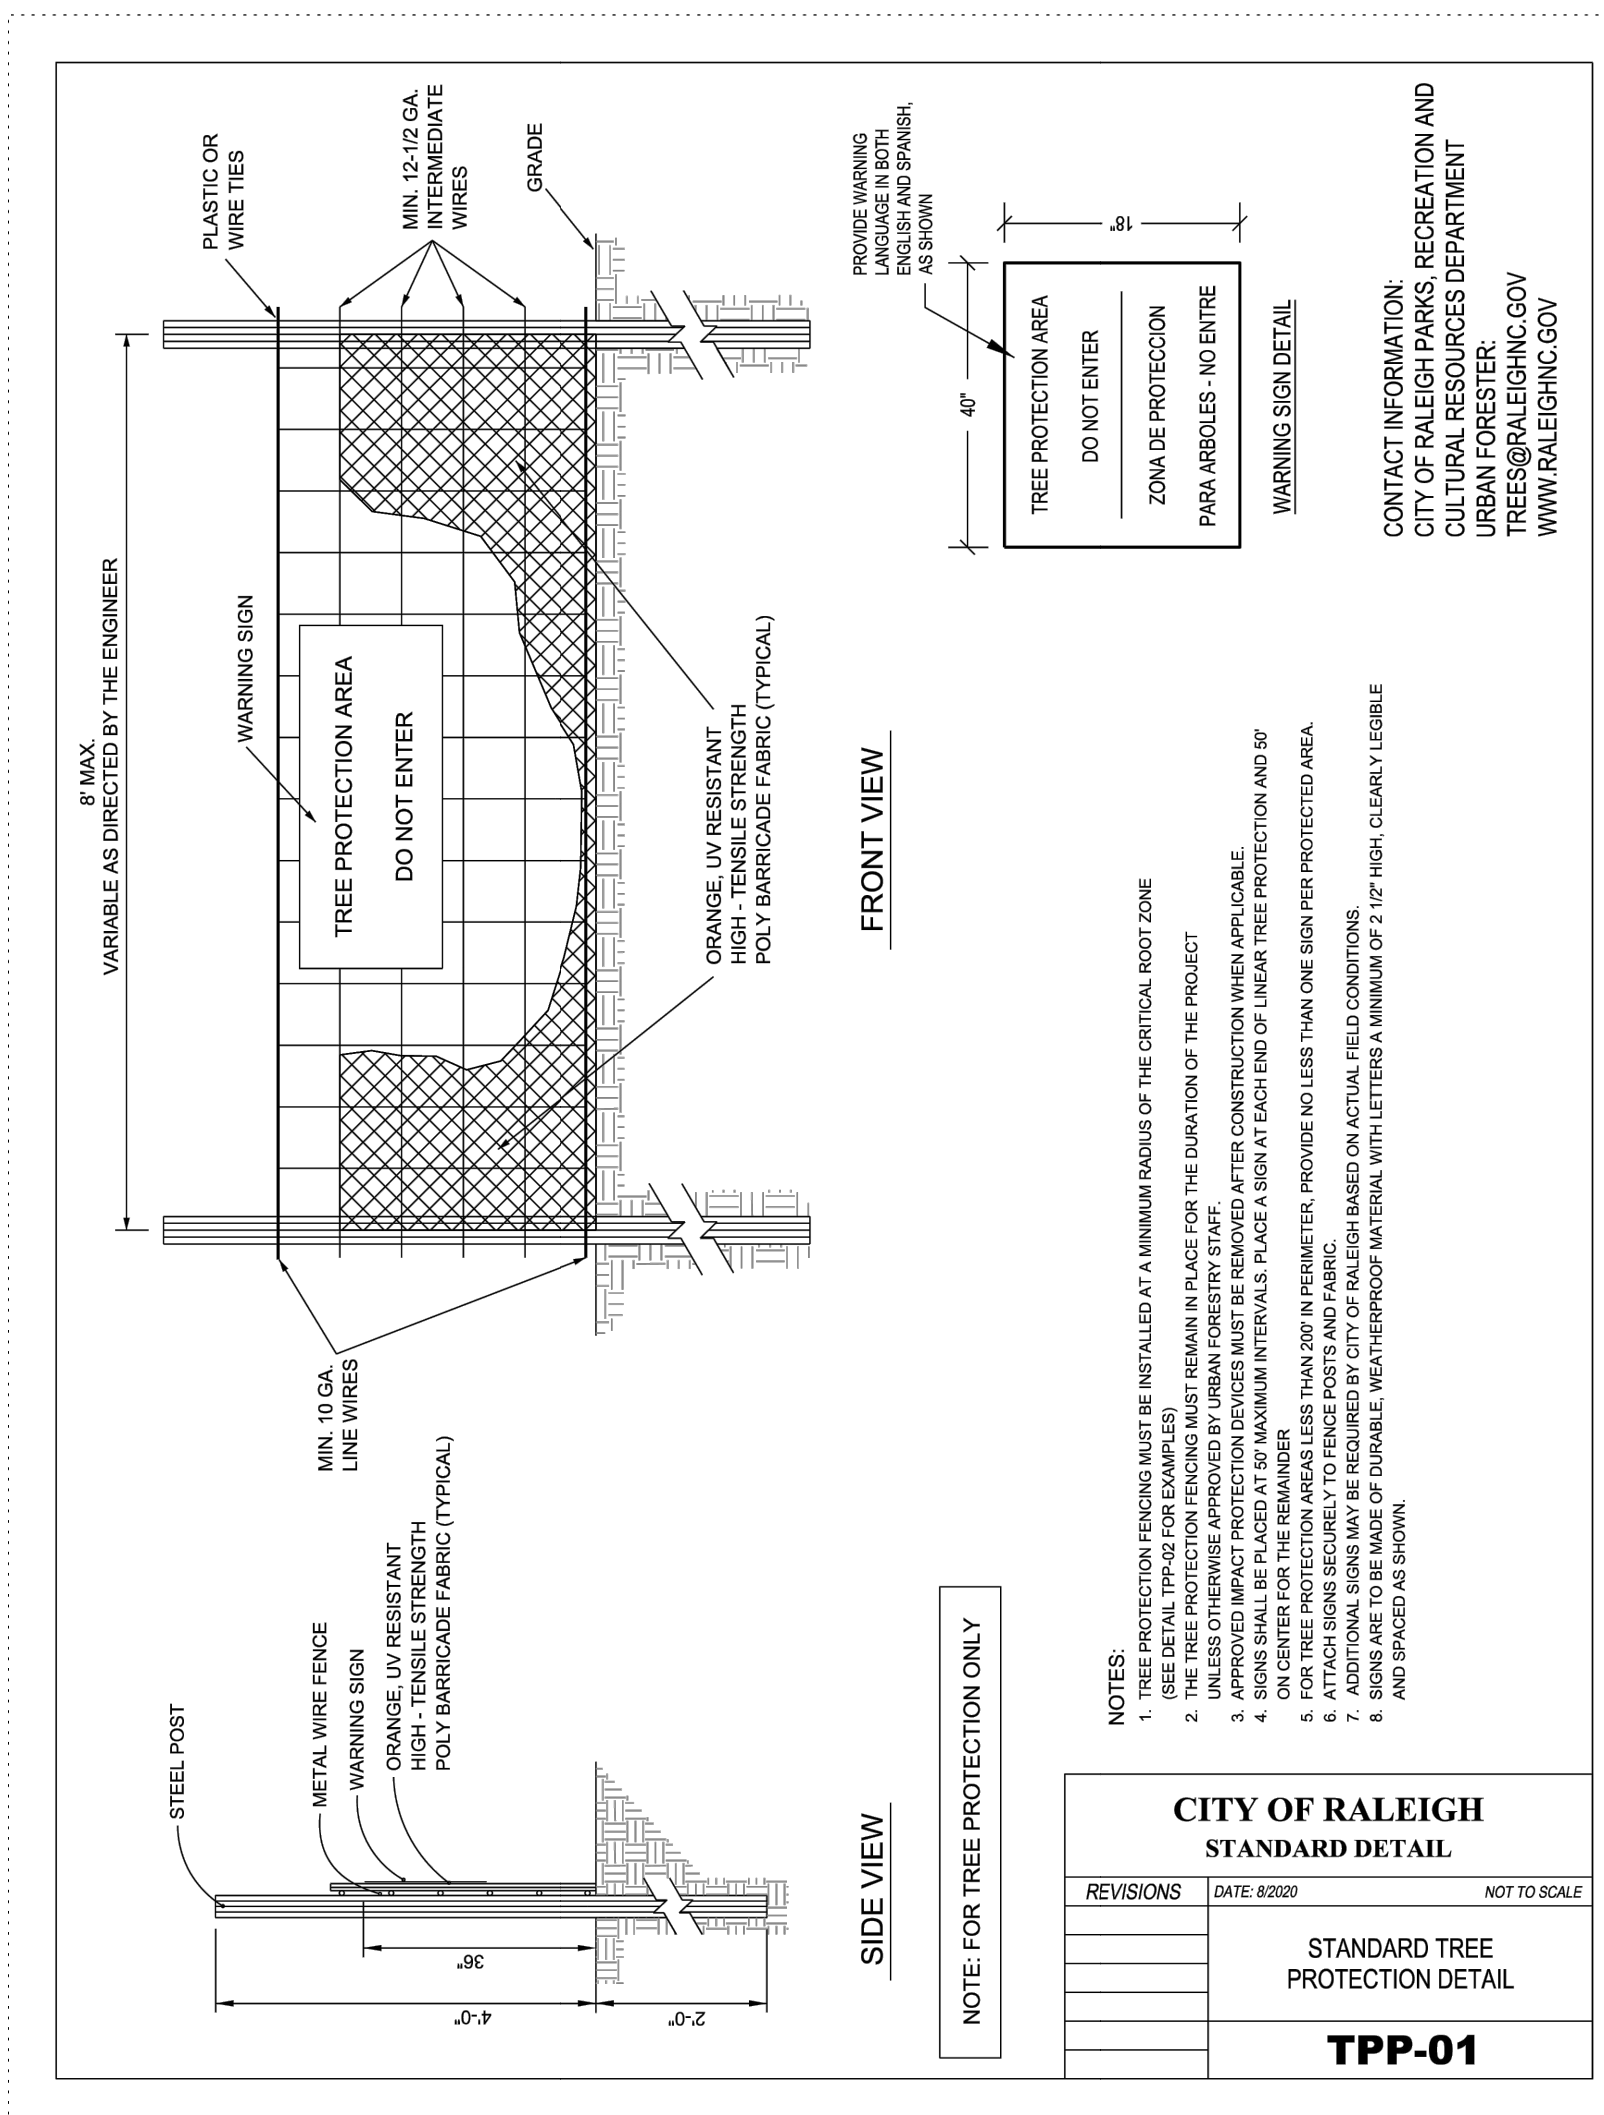 8' MAX.
VARIABLE AS DIRECTED BY THE ENGINEER
PLASTIC OR
WIRE TIES
MIN. 12-1/2 GA.
INTERMEDIATE
WIRES
GRADE
WARNING SIGN
TREE PROTECTION AREA
DO NOT ENTER
MIN. 10 GA.
LINE WIRES
ORANGE, UV RESISTANT
HIGH - TENSILE STRENGTH
POLY BARRICADE FABRIC (TYPICAL)
FRONT VIEW
STEEL POST
METAL WIRE FENCE
WARNING SIGN
ORANGE, UV RESISTANT
HIGH - TENSILE STRENGTH
POLY BARRICADE FABRIC (TYPICAL)
36"
4'-0"
2'-0"
SIDE VIEW
NOTE: FOR TREE PROTECTION ONLY
PROVIDE WARNING
LANGUAGE IN BOTH
ENGLISH AND SPANISH,
AS SHOWN
40"
18"
TREE PROTECTION AREA
DO NOT ENTER
ZONA DE PROTECCION
PARA ARBOLES - NO ENTRE
WARNING SIGN DETAIL
CONTACT INFORMATION:
CITY OF RALEIGH PARKS, RECREATION AND
CULTURAL RESOURCES DEPARTMENT
URBAN FORESTER:
TREES@RALEIGHNC.GOV
WWW.RALEIGHNC.GOV
NOTES:
1. TREE PROTECTION FENCING MUST BE INSTALLED AT A MINIMUM RADIUS OF THE CRITICAL ROOT ZONE
(SEE DETAIL TPP-02 FOR EXAMPLES)
2. THE TREE PROTECTION FENCING MUST REMAIN IN PLACE FOR THE DURATION OF THE PROJECT
UNLESS OTHERWISE APPROVED BY URBAN FORESTRY STAFF.
3. APPROVED IMPACT PROTECTION DEVICES MUST BE REMOVED AFTER CONSTRUCTION WHEN APPLICABLE.
4. SIGNS SHALL BE PLACED AT 50' MAXIMUM INTERVALS. PLACE A SIGN AT EACH END OF LINEAR TREE PROTECTION AND 50'
ON CENTER FOR THE REMAINDER
5. FOR TREE PROTECTION AREAS LESS THAN 200' IN PERIMETER, PROVIDE NO LESS THAN ONE SIGN PER PROTECTED AREA.
6. ATTACH SIGNS SECURELY TO FENCE POSTS AND FABRIC.
7. ADDITIONAL SIGNS MAY BE REQUIRED BY CITY OF RALEIGH BASED ON ACTUAL FIELD CONDITIONS.
8. SIGNS ARE TO BE MADE OF DURABLE, WEATHERPROOF MATERIAL WITH LETTERS A MINIMUM OF 2 1/2" HIGH, CLEARLY LEGIBLE
AND SPACED AS SHOWN.
CITY OF RALEIGH
STANDARD DETAIL
REVISIONS
DATE: 8/2020
NOT TO SCALE
STANDARD TREE
PROTECTION DETAIL
TPP-01